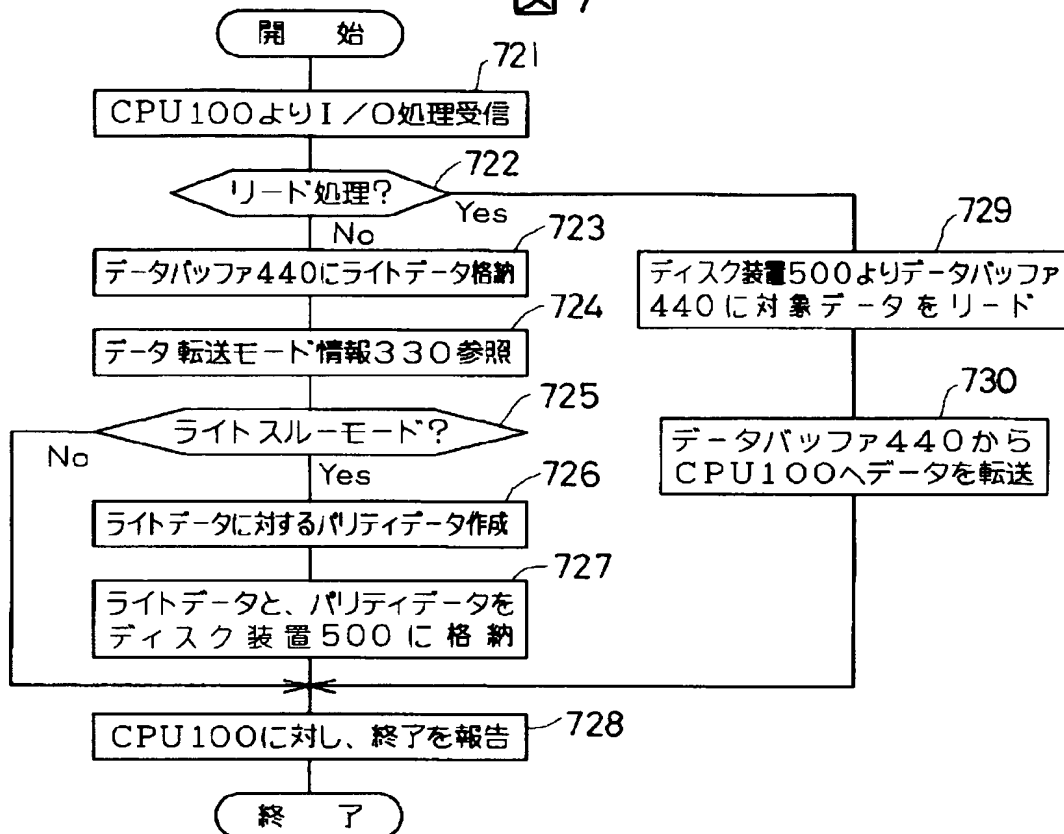 図 7
開 始
721
CPU100よりI/O処理受信
722
リード処理?
Yes
No
723
データバッファ440にライトデータ格納
724
データ転送モード情報330参照
725
ライトスルーモード?
No
Yes
726
ライトデータに対するパリティデータ作成
727
ライトデータと、パリティデータを
ディスク装置500に格納
729
ディスク装置500よりデータバッファ
440に対象データをリード
730
データバッファ440から
CPU100へデータを転送
728
CPU100に対し、終了を報告
終 了